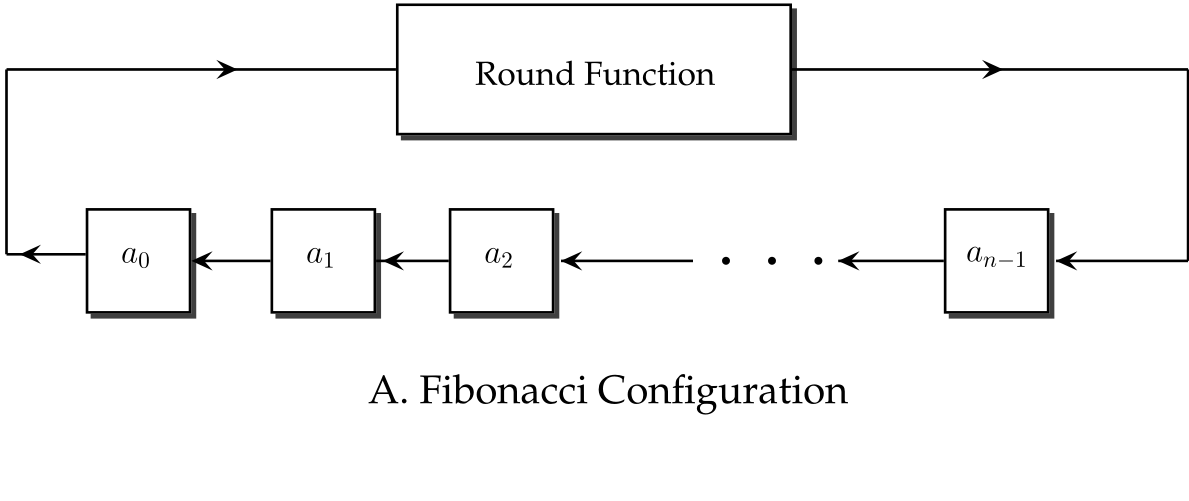 Round Function
a₀ a₁ a₂ . . . aₙ₋₁
A. Fibonacci Configuration